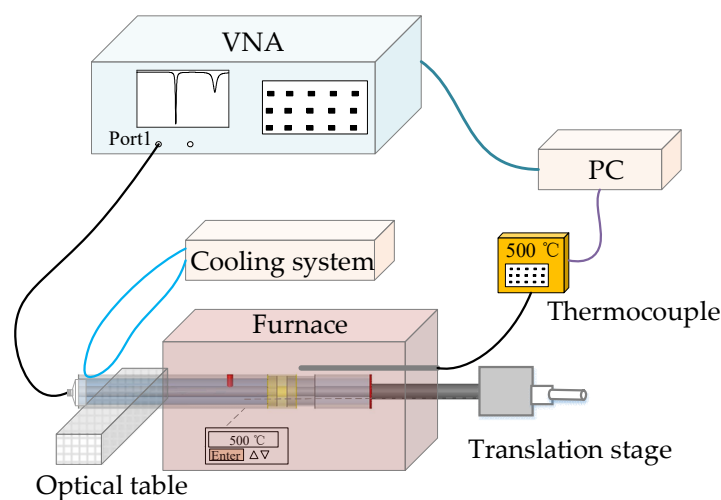 VNA
Port1
PC
500 ℃
Cooling system
Thermocouple
Furnace
500 ℃
Enter △▽
Translation stage
Optical table